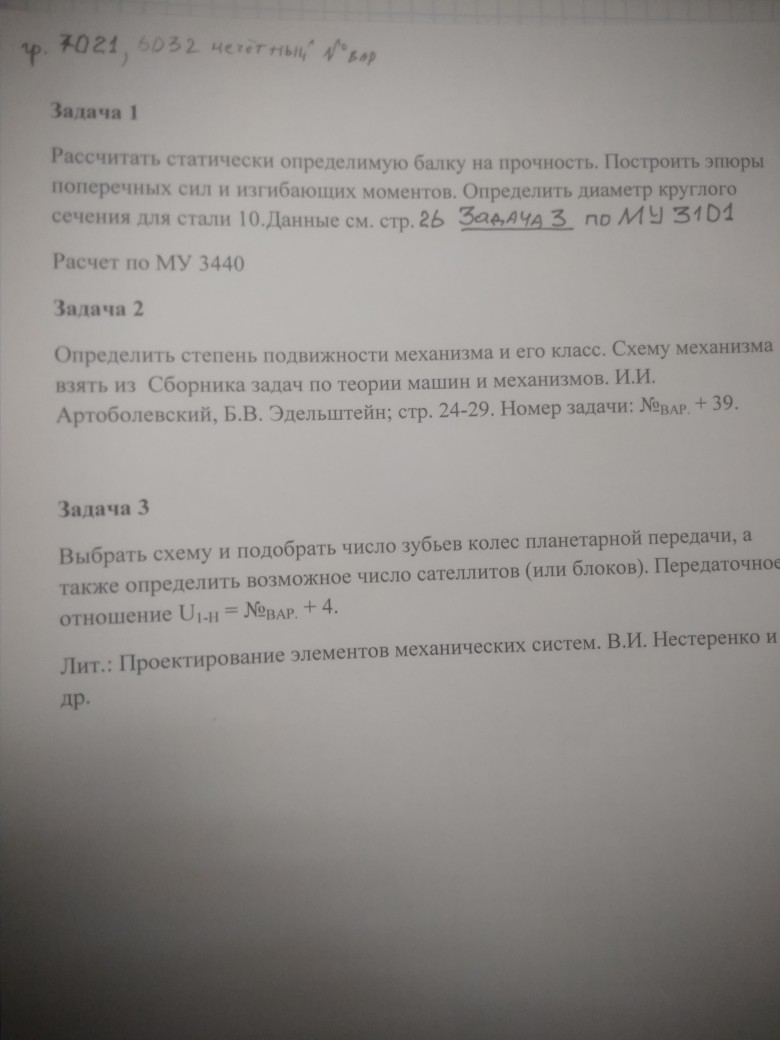 гр. 7021, 6032 нечётный №вар
Задача 1
Рассчитать статически определимую балку на прочность. Построить эпюры
поперечных сил и изгибающих моментов. Определить диаметр круглого
сечения для стали 10.Данные см. стр. 26 Задача 3 по МУ 3101
Расчет по МУ 3440
Задача 2
Определить степень подвижности механизма и его класс. Схему механизма
взять из Сборника задач по теории машин и механизмов. И.И.
Артоболевский, Б.В. Эдельштейн; стр. 24-29. Номер задачи: №ВАР. + 39.
Задача 3
Выбрать схему и подобрать число зубьев колес планетарной передачи, а
также определить возможное число сателлитов (или блоков). Передаточное
отношение U1-H = №ВАР. + 4.
Лит.: Проектирование элементов механических систем. В.И. Нестеренко и
др.